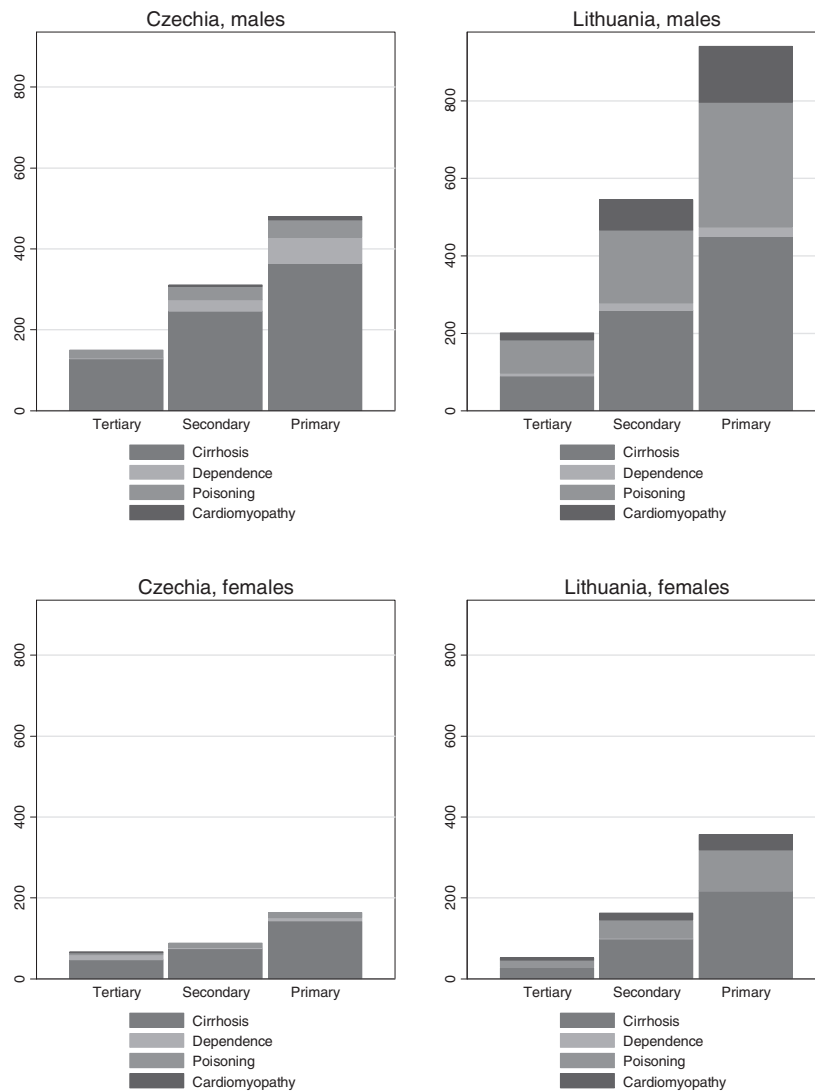 Czechia, males
800
600
400
200
0
Tertiary Secondary Primary
Cirrhosis
Dependence
Poisoning
Cardiomyopathy
Lithuania, males
800
600
400
200
0
Tertiary Secondary Primary
Cirrhosis
Dependence
Poisoning
Cardiomyopathy
Czechia, females
800
600
400
200
0
Tertiary Secondary Primary
Cirrhosis
Dependence
Poisoning
Cardiomyopathy
Lithuania, females
800
600
400
200
0
Tertiary Secondary Primary
Cirrhosis
Dependence
Poisoning
Cardiomyopathy